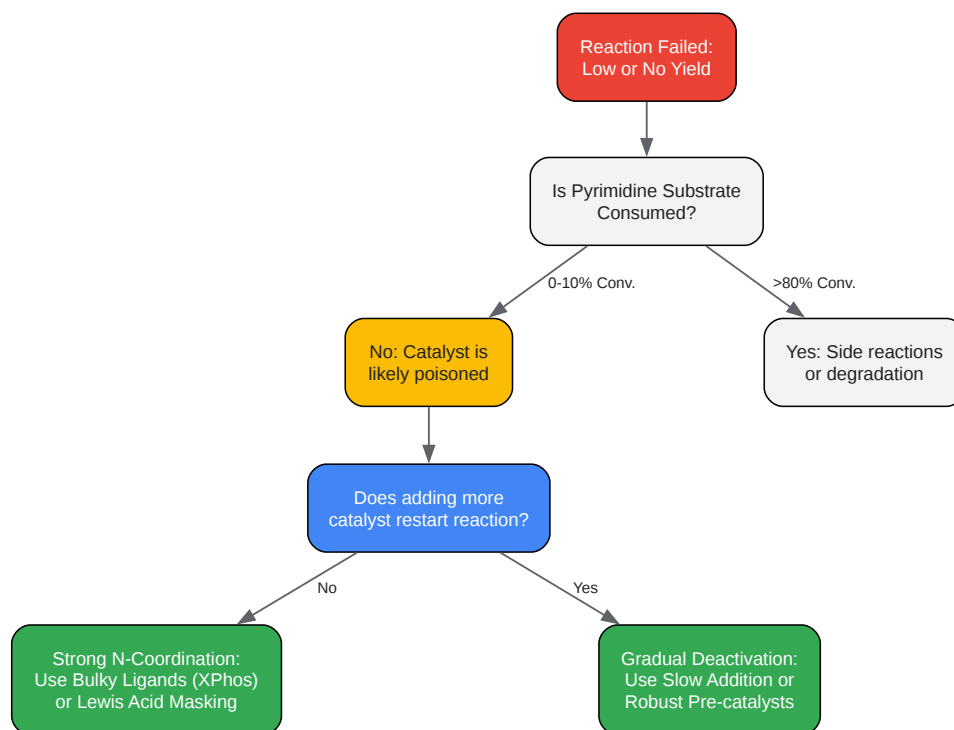 Reaction Failed:
Low or No Yield
Is Pyrimidine Substrate
Consumed?
0-10% Conv.
>80% Conv.
No: Catalyst is
likely poisoned
Yes: Side reactions
or degradation
Does adding more
catalyst restart reaction?
No
Yes
Strong N-Coordination:
Use Bulky Ligands (XPhos)
or Lewis Acid Masking
Gradual Deactivation:
Use Slow Addition or
Robust Pre-catalysts